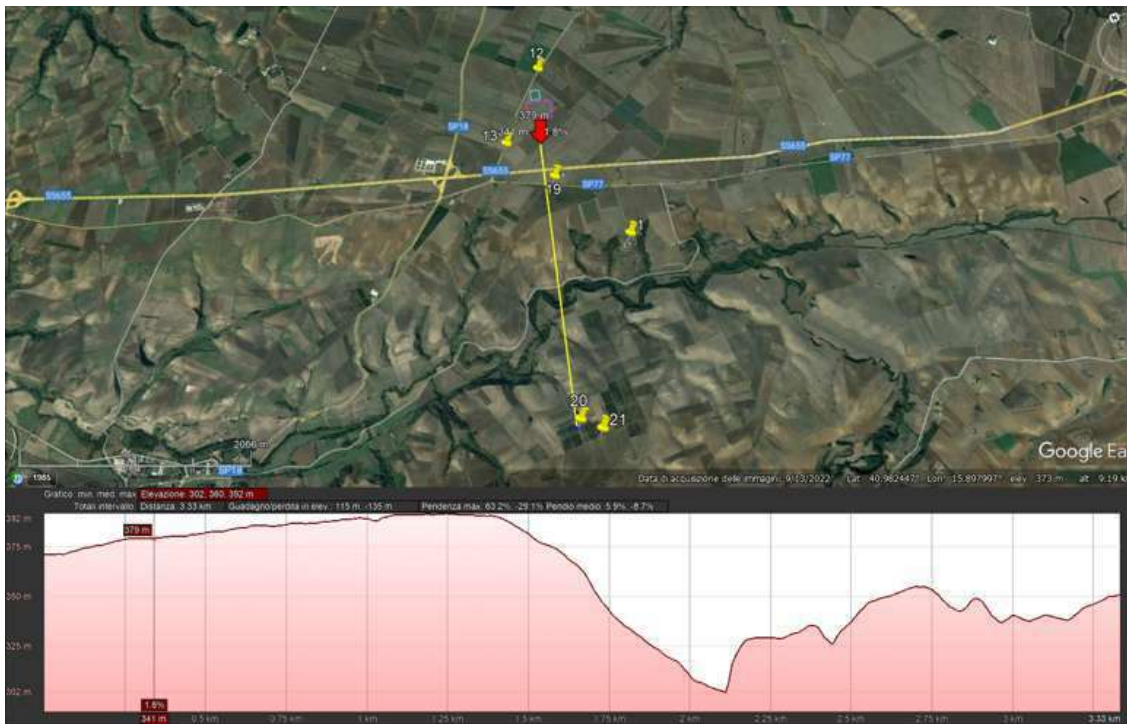 12
379 m
13 341 m 1.8%
SP18
SS655
SP77
SS655
19
SP77
SS655
1
20
21
2066 m
SP18
Google Ea
1985
Data di acquisizione delle immagini: 9/13/2022 Lat 40.982447° Lon 15.897997° elev 373 m alt 9.19 k
Grafico: min, med, max Elevazione: 302, 360, 392 m
Totali intervallo: Distanza: 3.33 km Guadagno/perdita in elev.: 115 m, -135 m Pendenza max: 63.2%, -29.1% Pendio medio: 5.9%, -8.7%
392 m
379 m
375 m
350 m
325 m
302 m
1.8%
341 m 0.5 km 0.75 km 1 km 1.25 km 1.5 km 1.75 km 2 km 2.25 km 2.5 km 2.75 km 3 km 3.33 km